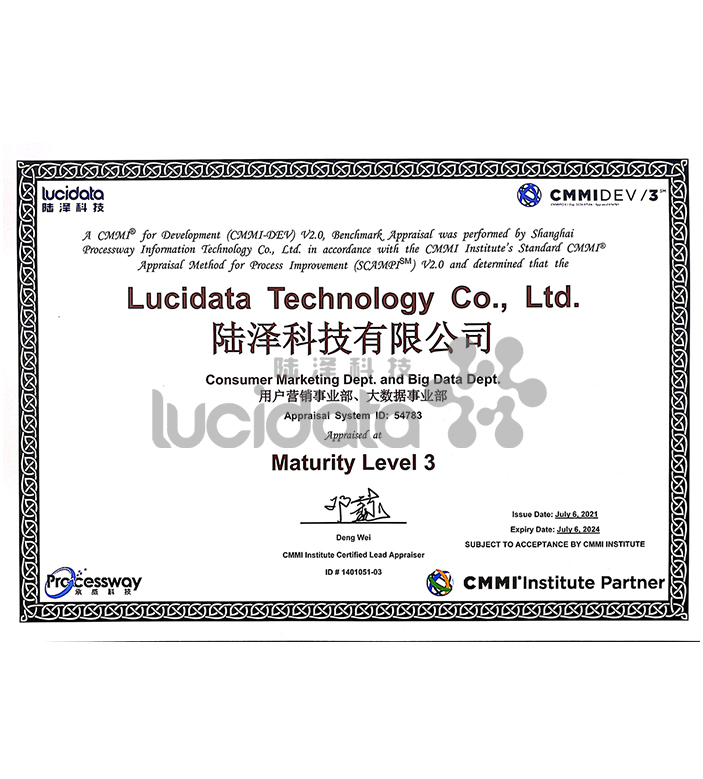 lucidata
陆泽科技
CMMIDEV/3℠
A CMMI® for Development (CMMI-DEV) V2.0, Benchmark Appraisal was performed by Shanghai
Processway Information Technology Co., Ltd. in accordance with the CMMI Institute's Standard CMMI®
Appraisal Method for Process Improvement (SCAMPI℠) V2.0 and determined that the
Lucidata Technology Co., Ltd.
陆泽科技有限公司
陆泽科技
Consumer Marketing Dept. and Big Data Dept.
用户营销事业部、大数据事业部
lucidata
Appraisal System ID: 54783
Appraised at
Maturity Level 3
Deng Wei
CMMI Institute Certified Lead Appraiser
ID # 1401051-03
Issue Date: July 6, 2021
Expiry Date: July 6, 2024
SUBJECT TO ACCEPTANCE BY CMMI INSTITUTE
Processway
CMMI® Institute Partner